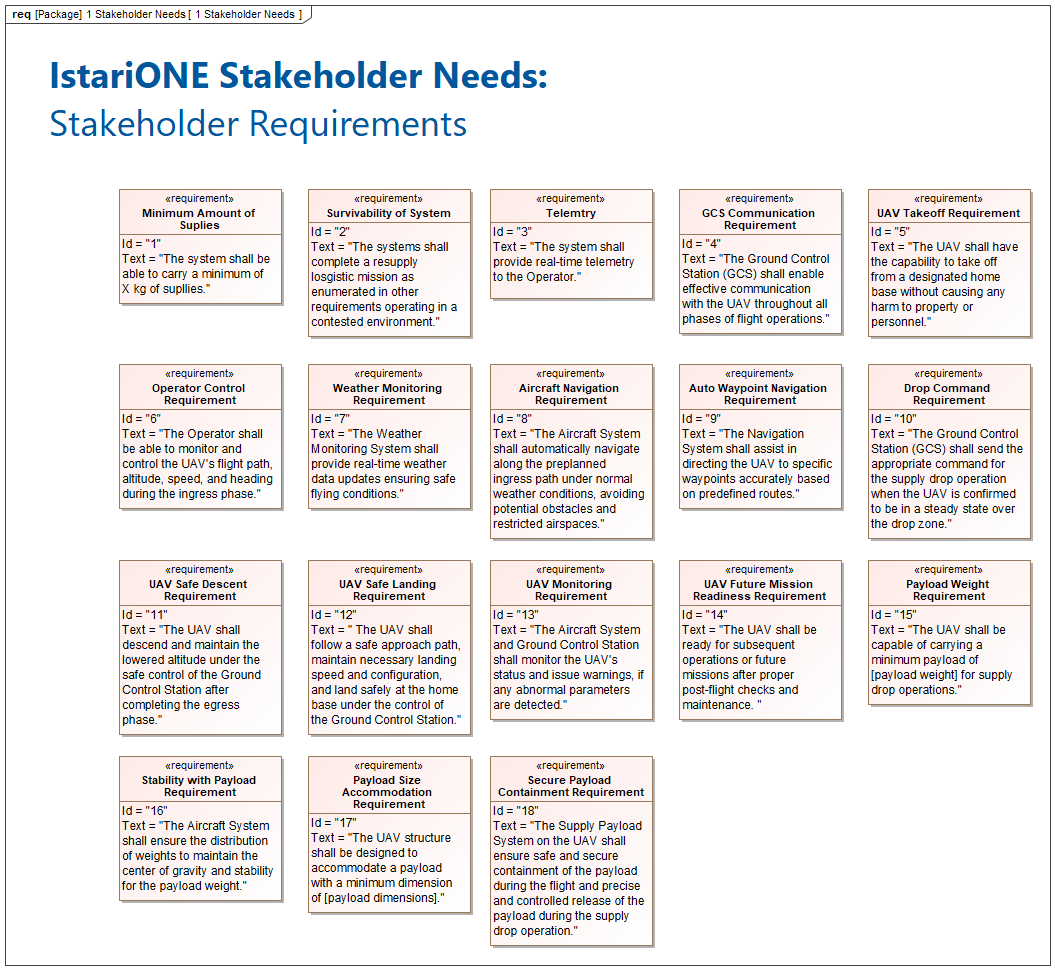 req [Package] 1 Stakeholder Needs [ 1 Stakeholder Needs ]
IstariONE Stakeholder Needs:
Stakeholder Requirements
«requirement»
Minimum Amount of
Suplies
Id = "1"
Text = "The system shall be
able to carry a minimum of
X kg of supllies."
«requirement»
Survivability of System
Id = "2"
Text = "The systems shall
complete a resupply
losgistic mission as
enumerated in other
requirements operating in a
contested environment."
«requirement»
Telemtry
Id = "3"
Text = "The system shall
provide real-time telemetry
to the Operator."
«requirement»
GCS Communication
Requirement
Id = "4"
Text = "The Ground Control
Station (GCS) shall enable
effective communication
with the UAV throughout all
phases of flight operations."
«requirement»
UAV Takeoff Requirement
Id = "5"
Text = "The UAV shall have
the capability to take off
from a designated home
base without causing any
harm to property or
personnel."
«requirement»
Operator Control
Requirement
Id = "6"
Text = "The Operator shall
be able to monitor and
control the UAV's flight path,
altitude, speed, and heading
during the ingress phase."
«requirement»
Weather Monitoring
Requirement
Id = "7"
Text = "The Weather
Monitoring System shall
provide real-time weather
data updates ensuring safe
flying conditions."
«requirement»
Aircraft Navigation
Requirement
Id = "8"
Text = "The Aircraft System
shall automatically navigate
along the preplanned
ingress path under normal
weather conditions, avoiding
potential obstacles and
restricted airspaces."
«requirement»
Auto Waypoint Navigation
Requirement
Id = "9"
Text = "The Navigation
System shall assist in
directing the UAV to specific
waypoints accurately based
on predefined routes."
«requirement»
Drop Command
Requirement
Id = "10"
Text = "The Ground Control
Station (GCS) shall send the
appropriate command for
the supply drop operation
when the UAV is confirmed
to be in a steady state over
the drop zone."
«requirement»
UAV Safe Descent
Requirement
Id = "11"
Text = "The UAV shall
descend and maintain the
lowered altitude under the
safe control of the Ground
Control Station after
completing the egress
phase."
«requirement»
UAV Safe Landing
Requirement
Id = "12"
Text = " The UAV shall
follow a safe approach path,
maintain necessary landing
speed and configuration,
and land safely at the home
base under the control of
the Ground Control Station."
«requirement»
UAV Monitoring
Requirement
Id = "13"
Text = "The Aircraft System
and Ground Control Station
shall monitor the UAV's
status and issue warnings, if
any abnormal parameters
are detected."
«requirement»
UAV Future Mission
Readiness Requirement
Id = "14"
Text = "The UAV shall be
ready for subsequent
operations or future
missions after proper
post-flight checks and
maintenance. "
«requirement»
Payload Weight
Requirement
Id = "15"
Text = "The UAV shall be
capable of carrying a
minimum payload of
[payload weight] for supply
drop operations."
«requirement»
Stability with Payload
Requirement
Id = "16"
Text = "The Aircraft System
shall ensure the distribution
of weights to maintain the
center of gravity and stability
for the payload weight."
«requirement»
Payload Size
Accommodation
Requirement
Id = "17"
Text = "The UAV structure
shall be designed to
accommodate a payload
with a minimum dimension
of [payload dimensions]."
«requirement»
Secure Payload
Containment Requirement
Id = "18"
Text = "The Supply Payload
System on the UAV shall
ensure safe and secure
containment of the payload
during the flight and precise
and controlled release of the
payload during the supply
drop operation."